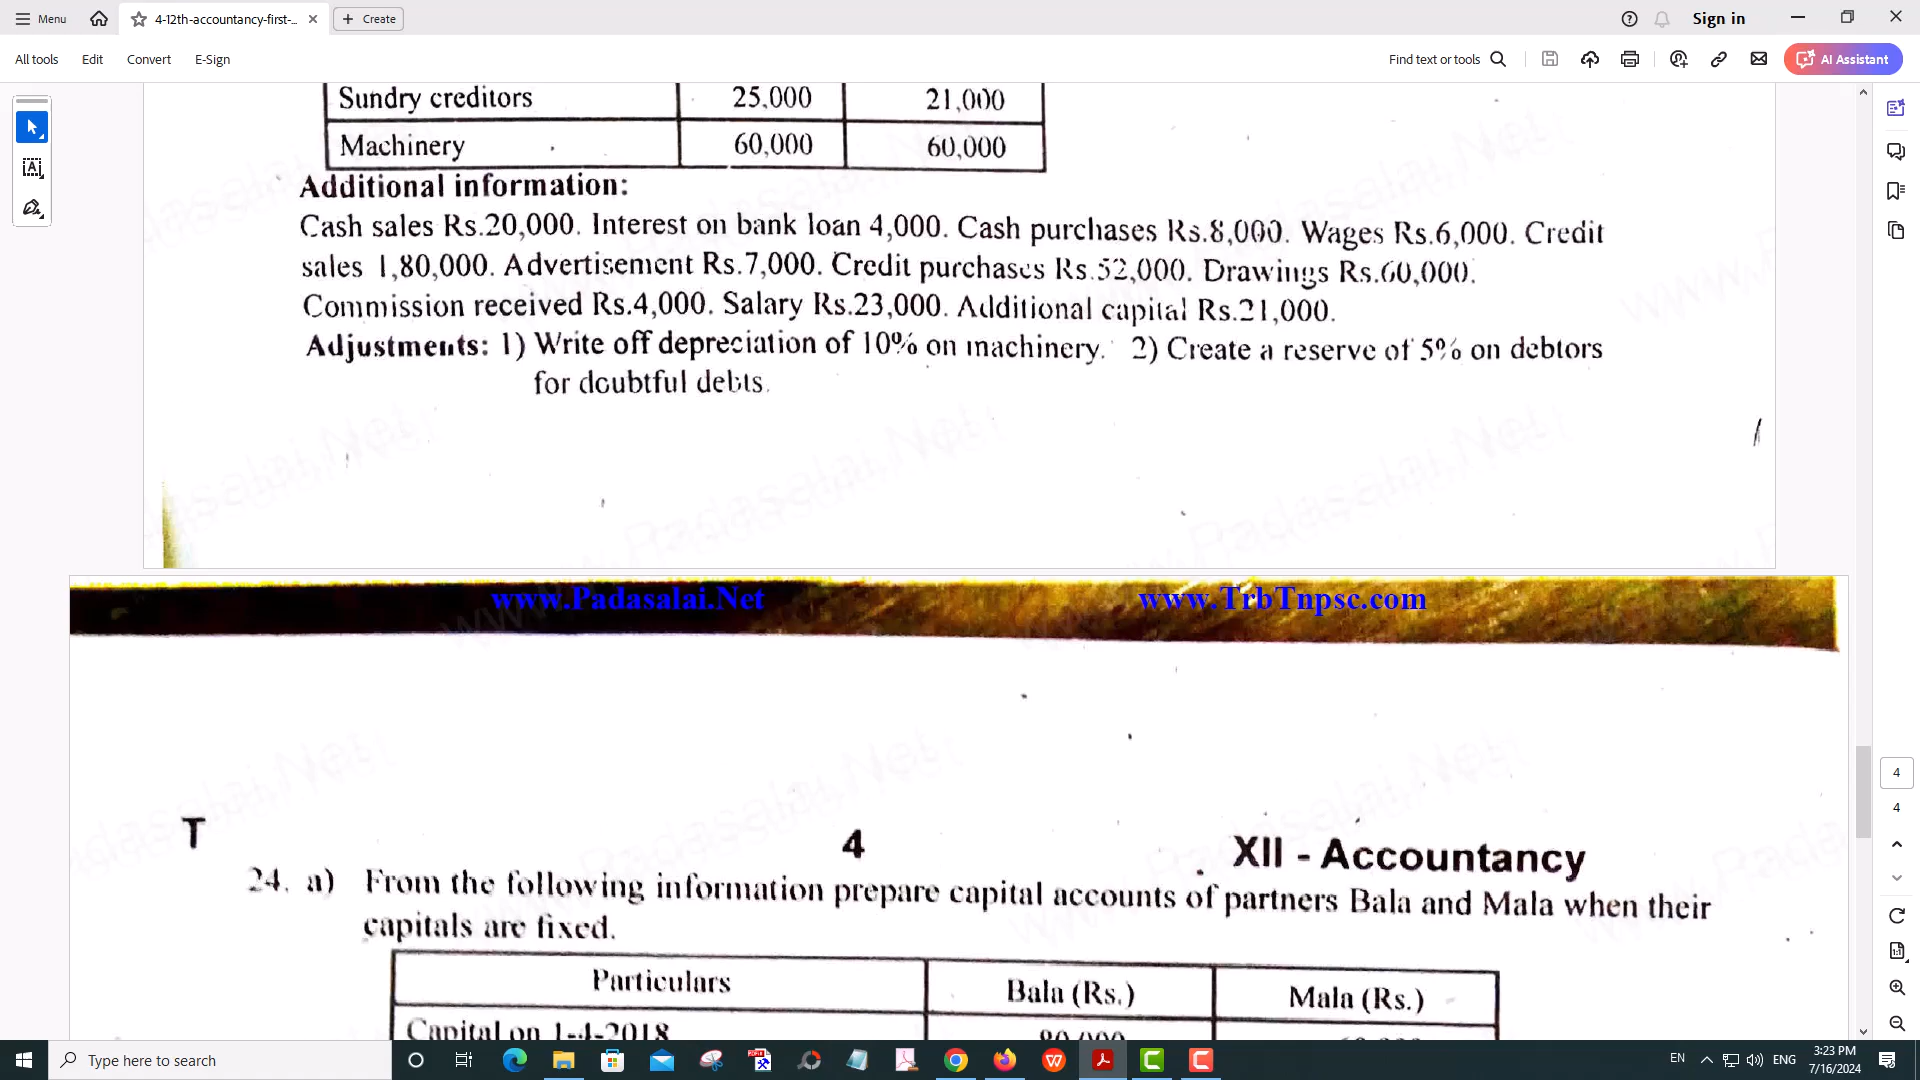 Menu
4-12th-accountancy-first-...
Create
Sign in
All tools
Edit
Convert
E-Sign
Find text or tools
AI Assistant
Sundry creditors 25,000 21,000
Machinery 60,000 60,000
Additional information:
Cash sales Rs.20,000. Interest on bank loan 4,000. Cash purchases Rs.8,000. Wages Rs.6,000. Credit
sales 1,80,000. Advertisement Rs.7,000. Credit purchases Rs.52,000. Drawings Rs.60,000.
Commission received Rs.4,000. Salary Rs.23,000. Additional capital Rs.21,000.
Adjustments: 1) Write off depreciation of 10% on machinery. 2) Create a reserve of 5% on debtors
for doubtful debts.
www.Padasalai.Net www.TrbTnpsc.com
T 4 XII - Accountancy
24. a) From the following information prepare capital accounts of partners Bala and Mala when their
capitals are fixed.
Particulars Bala (Rs.) Mala (Rs.)
Capital on 1-4-2018 80,000
4
4
Type here to search
EN
ENG
3:23 PM
7/16/2024